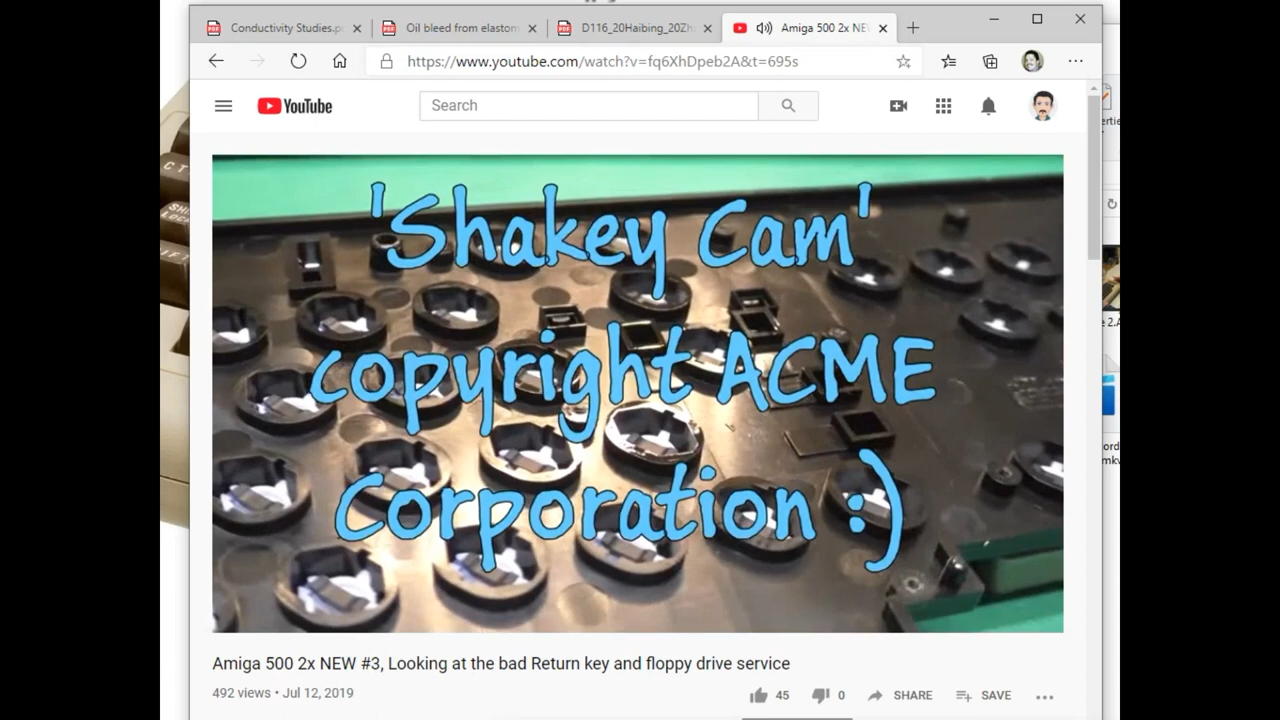 Conductivity Studies.p
Oil bleed from elastom
D116_20Haibing_20Zh
Amiga 500 2x NE
https://www.youtube.com/watch?v=fq6XhDpeb2A&t=695s
YouTube
Search
'Shakey Cam'
copyright ACME
Corporation :)
Amiga 500 2x NEW #3, Looking at the bad Return key and floppy drive service
492 views • Jul 12, 2019
45
0
SHARE
SAVE